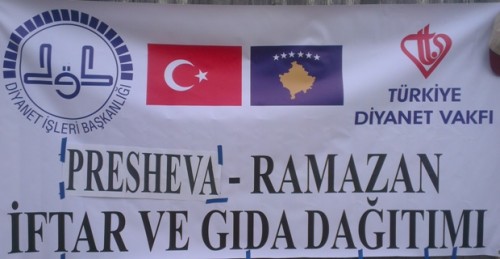 DİYANET İŞLERİ BAŞKANLIĞI
TÜRKİYE
DİYANET VAKFI
PRESHEVA - RAMAZAN
İFTAR VE GIDA DAĞITIMI